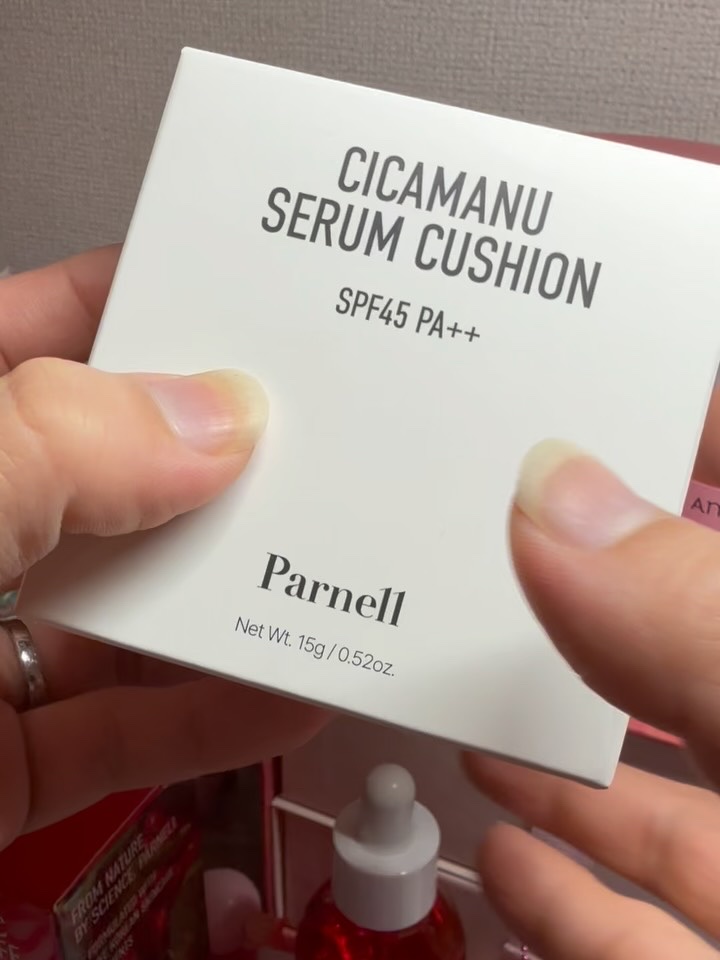 CICAMANU
SERUM CUSHION
SPF45 PA++
Parnell
Net Wt. 15g / 0.52oz.
FROM NATURE
BY SCIENCE, PARNELL